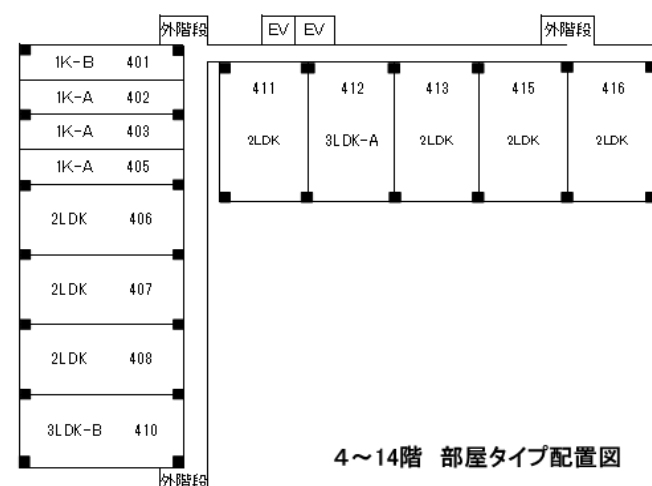 外階段
EV EV
外階段
1K-B 401
1K-A 402
1K-A 403
1K-A 405
2LDK 406
2LDK 407
2LDK 408
3LDK-B 410
411 412 413 415 416
2LDK 3LDK-A 2LDK 2LDK 2LDK
4～14階 部屋タイプ配置図
外階段